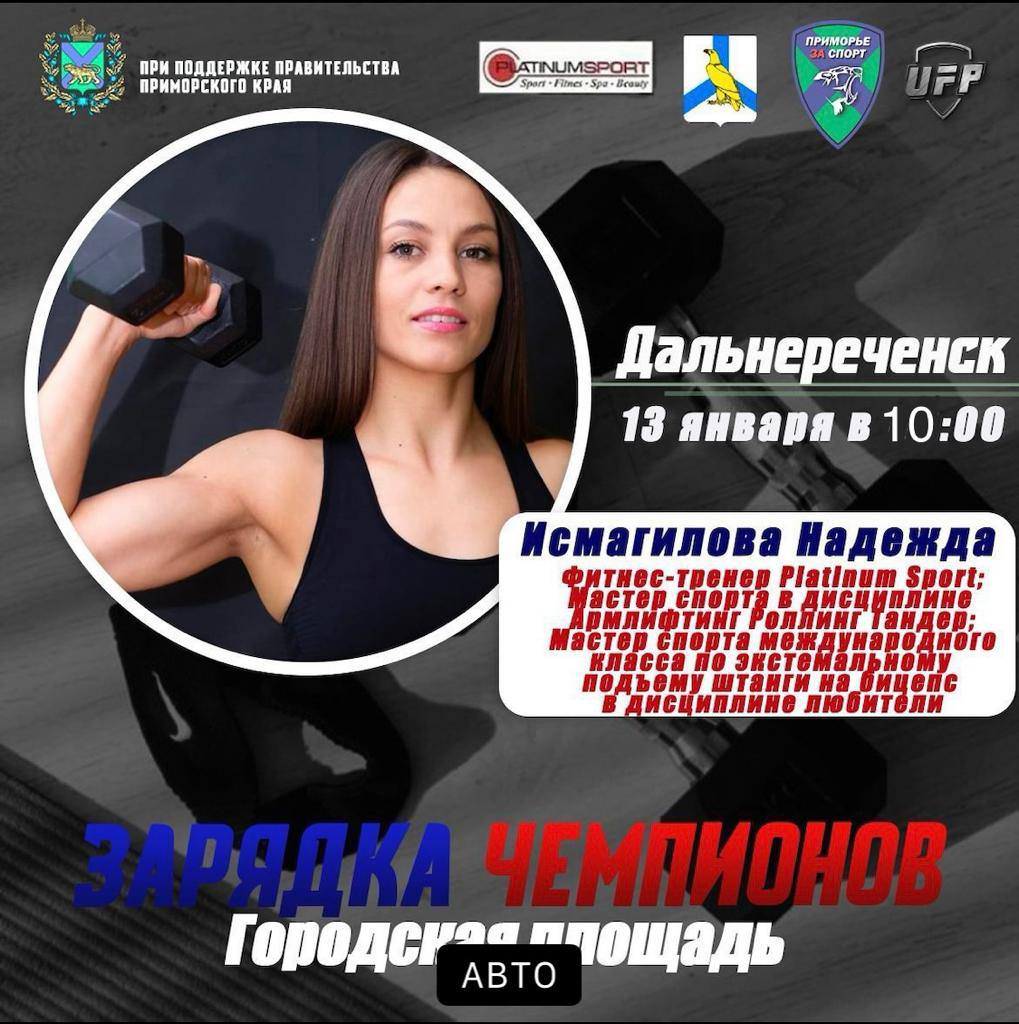 ПРИ ПОДДЕРЖКЕ ПРАВИТЕЛЬСТВА
ПРИМОРСКОГО КРАЯ
PLATINUMSPORT
Sport - Fitnes - Spa - Beauty
ПРИМОРЬЕ
ЗА СПОРТ
UFP
Дальнереченск
13 января в 10:00
Исмагилова Надежда
Фитнес-тренер Platinum Sport;
Мастер спорта в дисциплине
Армлифтинг Роллинг Тандер;
Мастер спорта международного
класса по экстемальному
подъему штанги на бицепс
в дисциплине любители
ЗАРЯДКА ЧЕМПИОНОВ
Городская площадь
АВТО